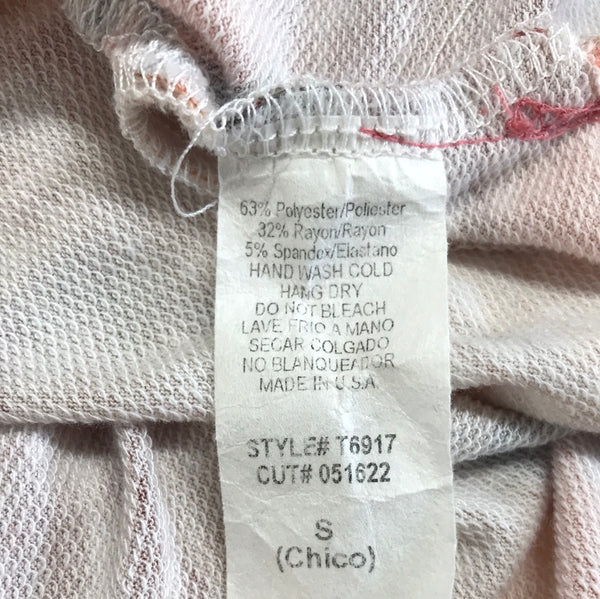 63% Polyester/Poliester
32% Rayon/Rayon
5% Spandex/Elastano
HAND WASH COLD
HANG DRY
DO NOT BLEACH
LAVE FRIO A MANO
SECAR COLGADO
NO BLANQUEADOR
MADE IN U.S.A.
STYLE# T6917
CUT# 051622
S
(Chico)